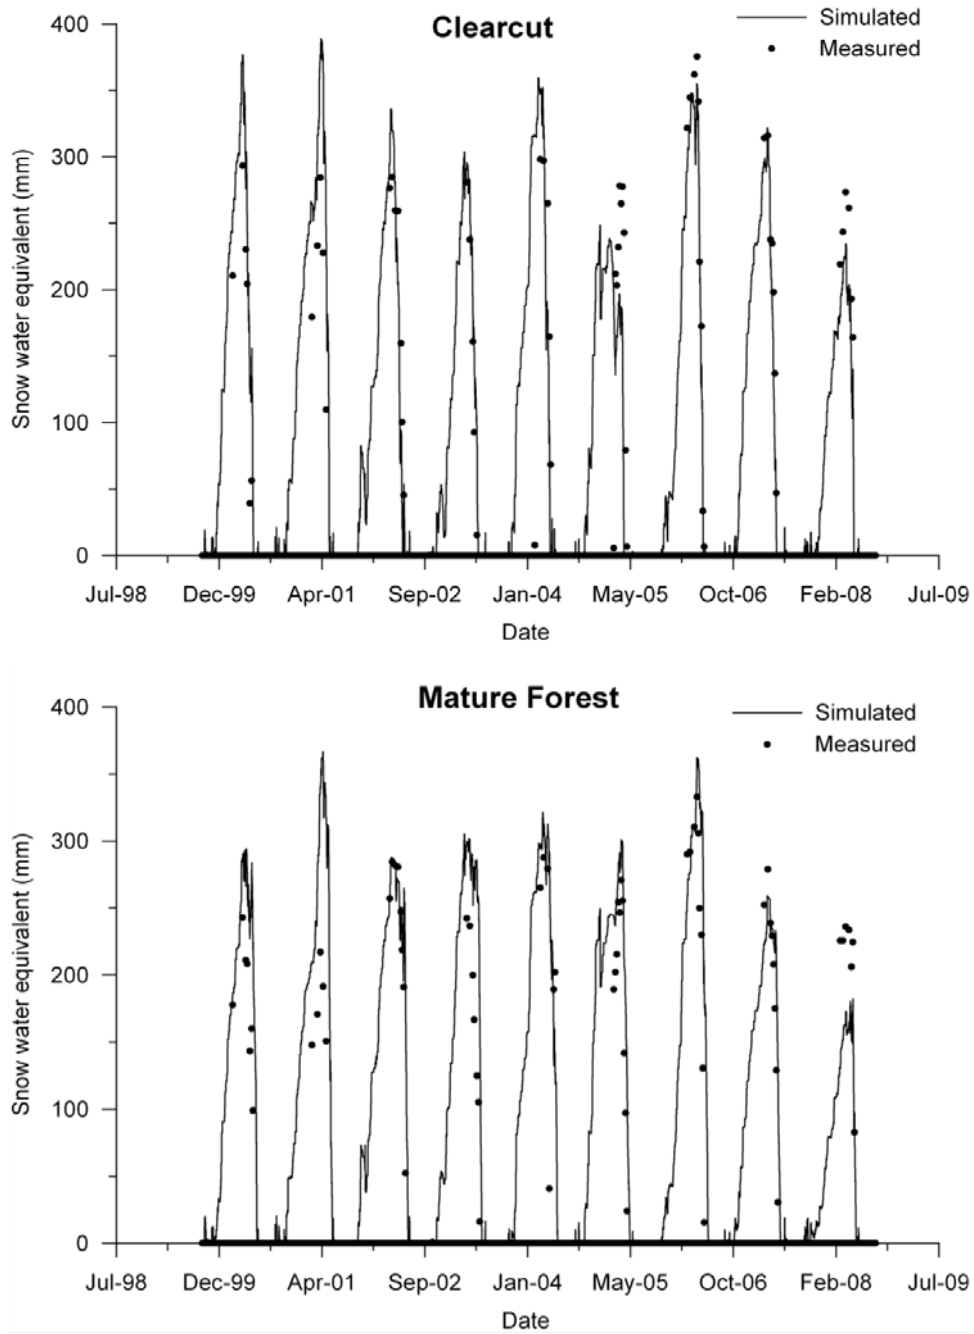 Clearcut
Simulated
Measured
Snow water equivalent (mm)
400
300
200
100
0
Jul-98 Dec-99 Apr-01 Sep-02 Jan-04 May-05 Oct-06 Feb-08 Jul-09
Date
Mature Forest
Simulated
Measured
Snow water equivalent (mm)
400
300
200
100
0
Jul-98 Dec-99 Apr-01 Sep-02 Jan-04 May-05 Oct-06 Feb-08 Jul-09
Date